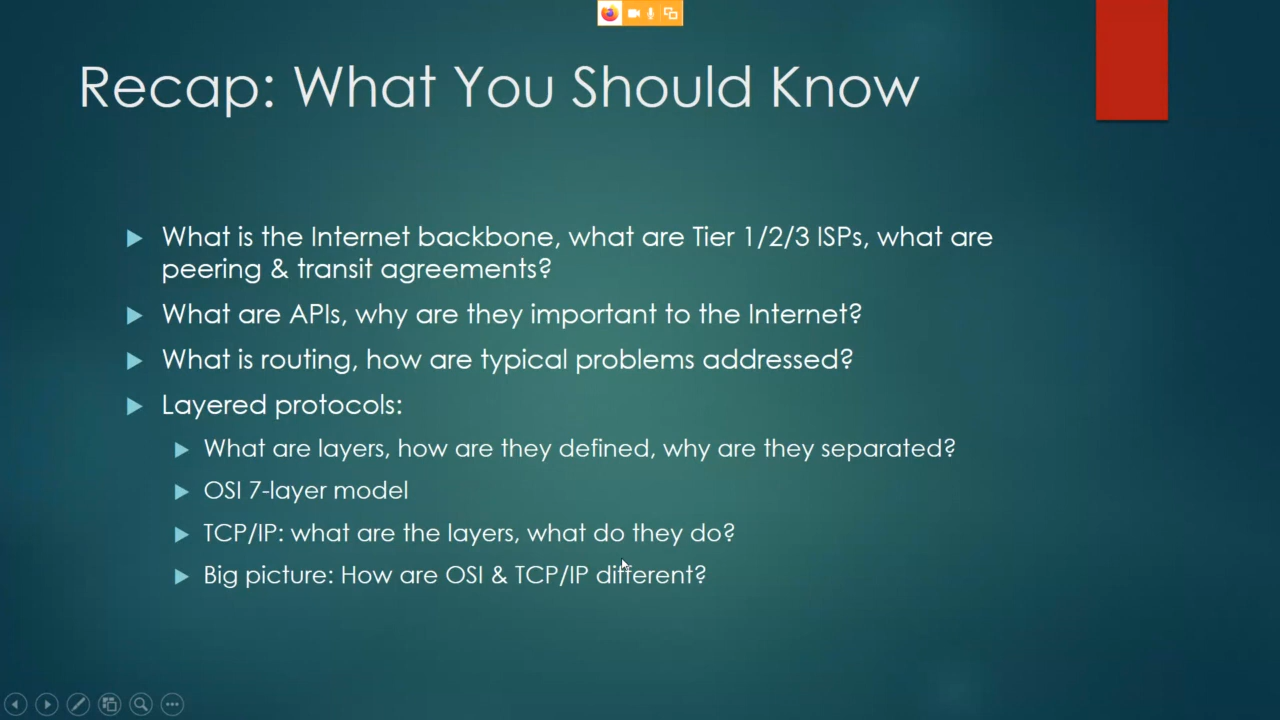 Recap: What You Should Know
What is the Internet backbone, what are Tier 1/2/3 ISPs, what are
peering & transit agreements?
What are APIs, why are they important to the Internet?
What is routing, how are typical problems addressed?
Layered protocols:
What are layers, how are they defined, why are they separated?
OSI 7-layer model
TCP/IP: what are the layers, what do they do?
Big picture: How are OSI & TCP/IP different?